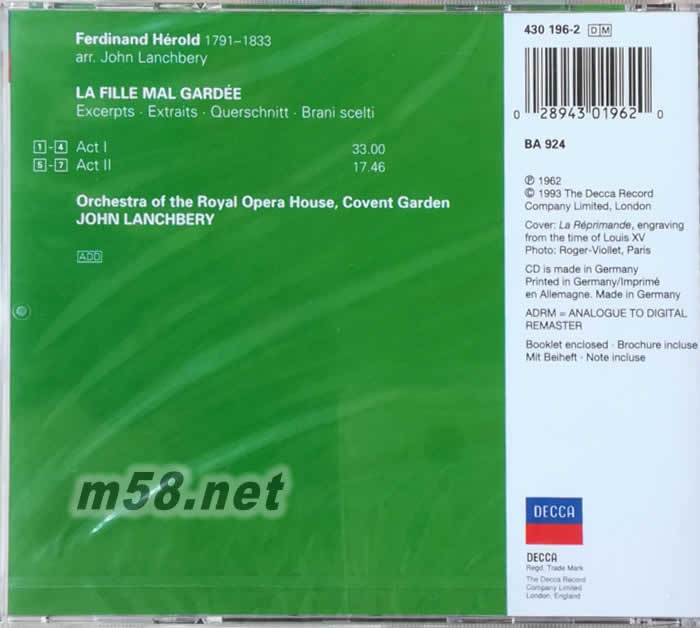 Ferdinand Hérold 1791–1833
arr. John Lanchbery
LA FILLE MAL GARDÉE
Excerpts · Extraits · Querschnitt · Brani scelti
1-4 Act I 33.00
5-7 Act II 17.46
Orchestra of the Royal Opera House, Covent Garden
JOHN LANCHBERY
ADD
m58.net
430 196-2 DM
0 28943 01962 0
BA 924
℗ 1962
© 1993 The Decca Record
Company Limited, London
Cover: La Réprimande, engraving
from the time of Louis XV
Photo: Roger-Viollet, Paris
CD is made in Germany
Printed in Germany/Imprimé
en Allemagne. Made in Germany
ADRM = ANALOGUE TO DIGITAL
REMASTER
Booklet enclosed · Brochure incluse
Mit Beiheft · Note incluse
DECCA
DECCA
Regd. Trade Mark
The Decca Record
Company Limited
London, England